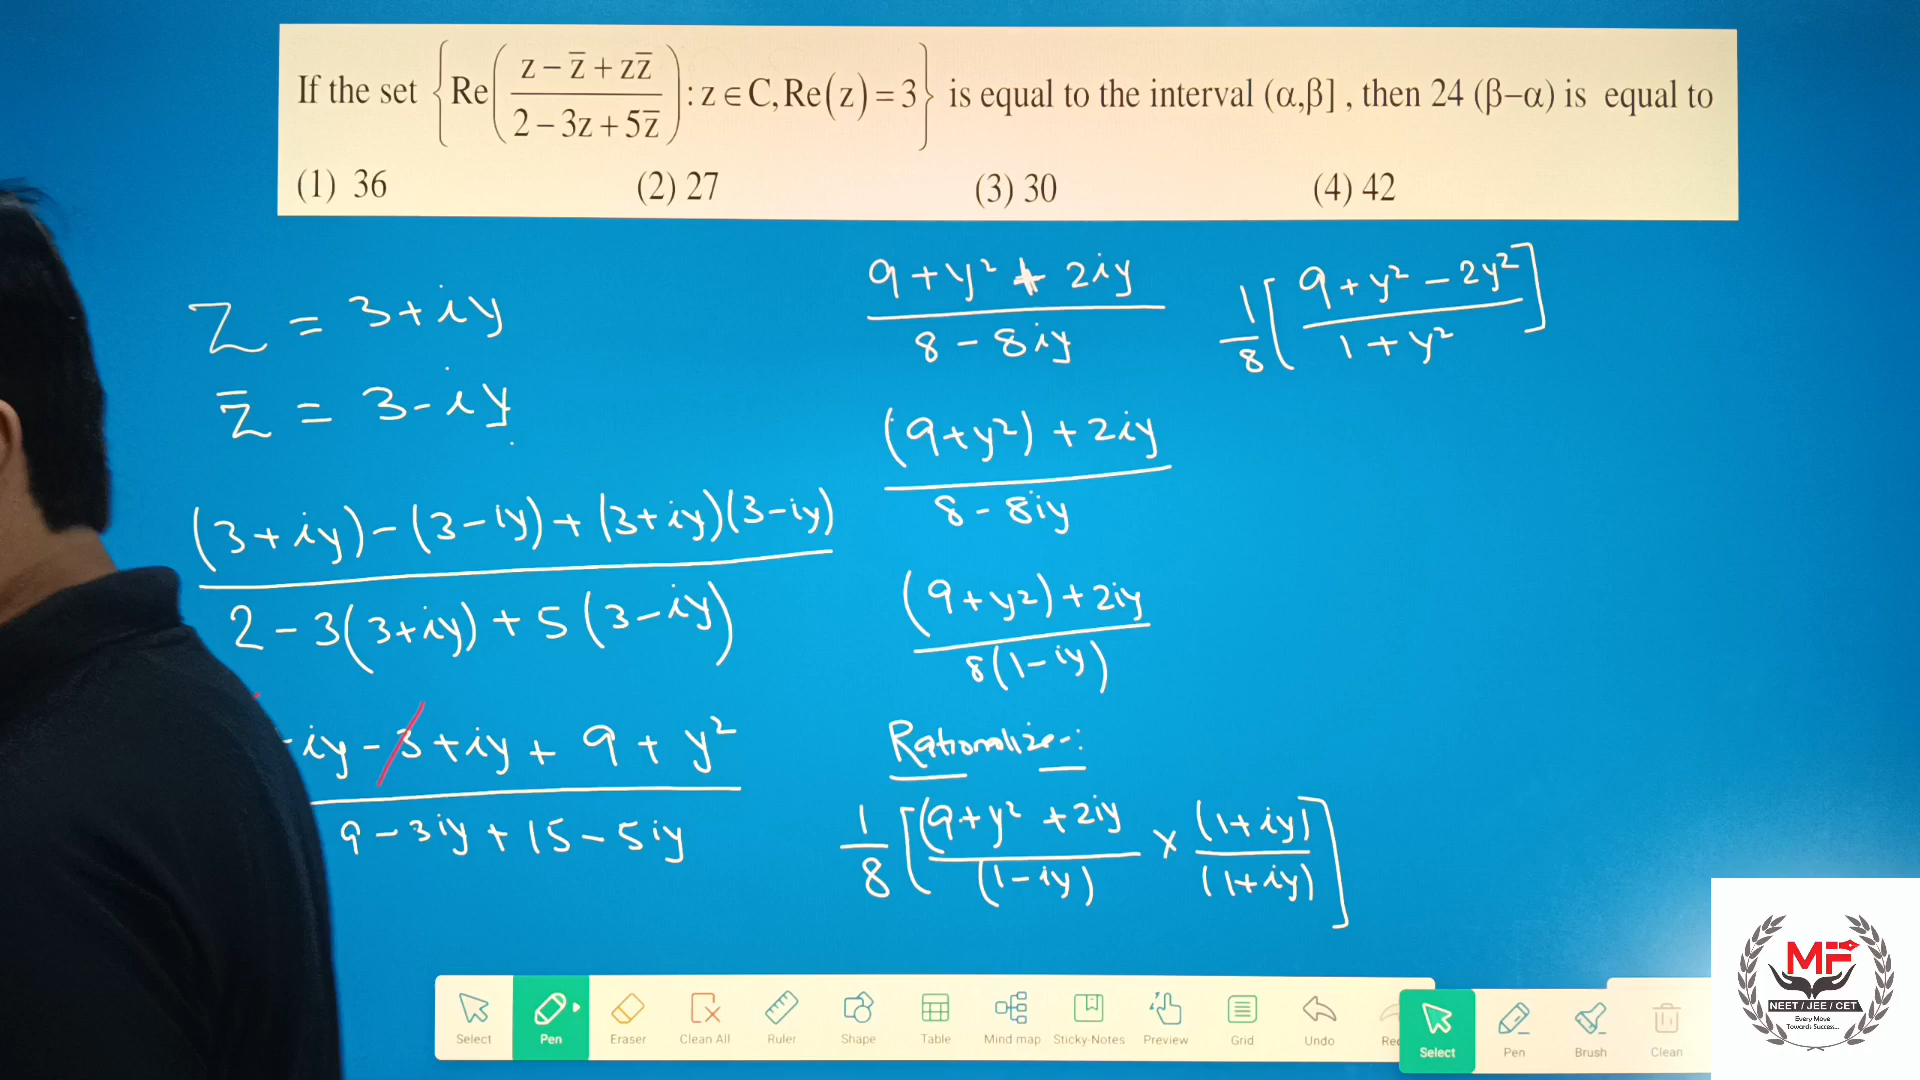 If the set {Re((z − z̅ + zz̅)/(2 − 3z + 5z̅)) : z ∈ C, Re(z) = 3} is equal to the interval (α,β] , then 24 (β−α) is equal to
(1) 36 (2) 27 (3) 30 (4) 42
Z = 3+iy
z̅ = 3-iy
((3+iy)-(3-iy)+(3+iy)(3-iy))/(2-3(3+iy)+5(3-iy))
iy-3+iy+9+y²
9-3iy+15-5iy
(9+y²+2iy)/(8-8iy)
((9+y²)+2iy)/(8-8iy)
((9+y²)+2iy)/(8(1-iy))
Rationalize-:
1/8[(9+y²+2iy/(1-iy) × (1+iy)/(1+iy)]
1/8[(9+y²-2y²)/(1+y²)]
Select Pen Eraser Clean All Ruler Shape Table Mind map Sticky-Notes Preview Grid Undo
Select Pen Brush Clean
MF
NEET / JEE / CET
Every Move
Towards Success...